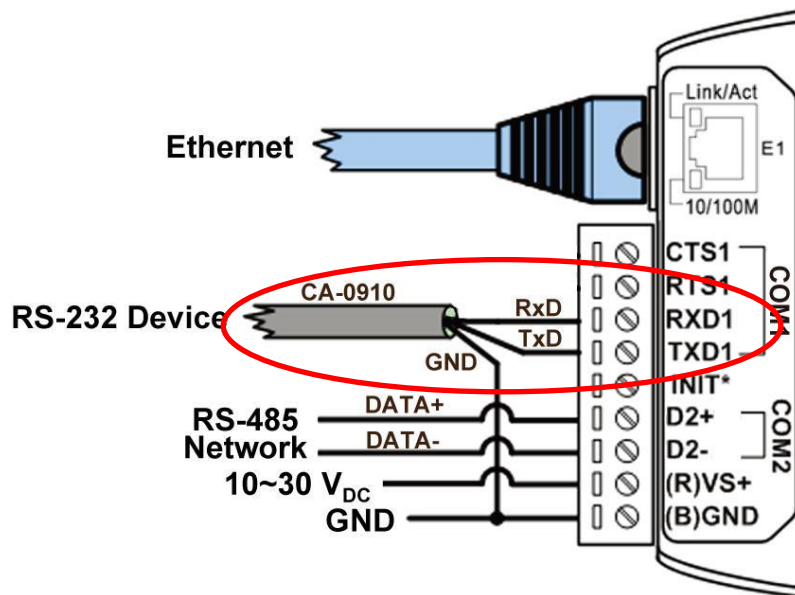 Link/Act
Ethernet
E1
10/100M
CTS1
CA-0910
RTS1
RS-232 Device
RxD
RXD1
COM1
TxD
TXD1
GND
INIT*
RS-485
DATA+
D2+
Network
DATA-
D2-
COM2
10~30 VDC
(R)VS+
GND
(B)GND